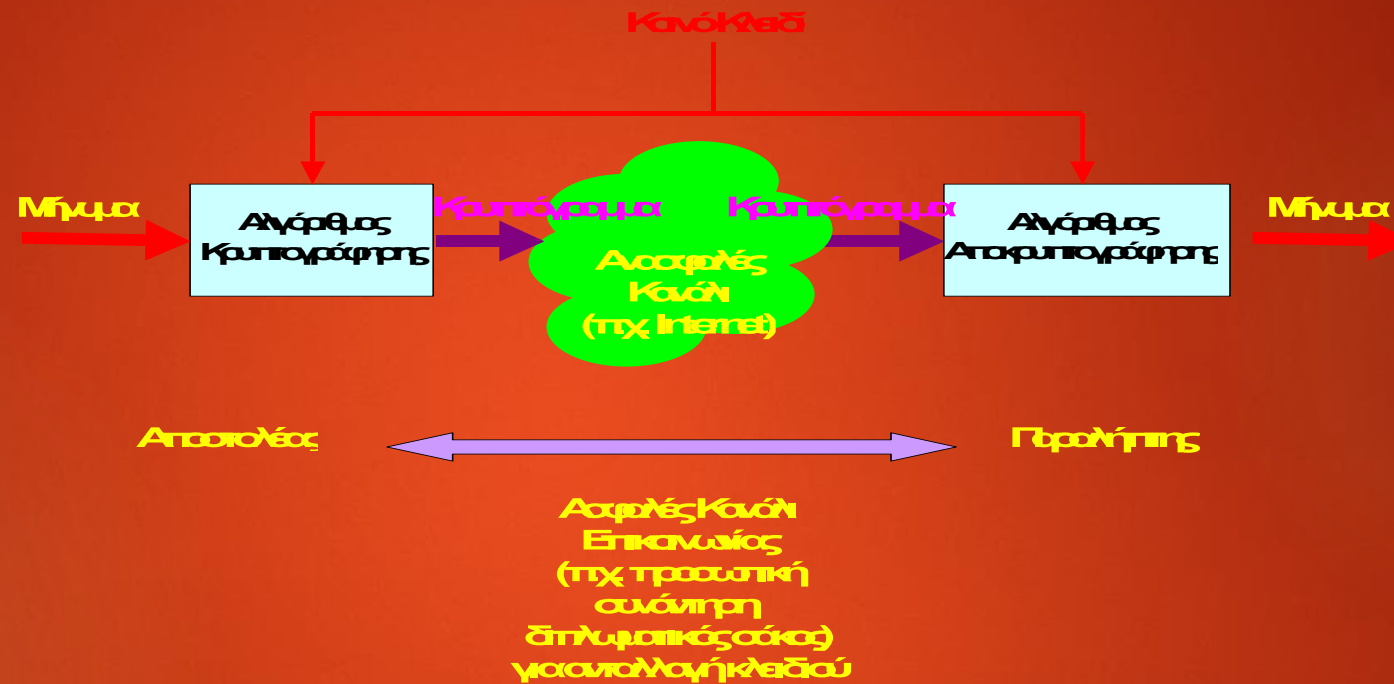 Κοινό Κλειδί
Μήνυμα
Αλγόριθμος
Κρυπτογράφησης
Κρυπτόγραμμα
Κρυπτόγραμμα
Ανασφαλές
Κανάλι
(π.χ. Internet)
Αλγόριθμος
Αποκρυπτογράφησης
Μήνυμα
Αποστολέας
Παραλήπτης
Ασφαλές Κανάλι
Επικοινωνίας
(π.χ. προσωπική
συνάντηση
διπλωματικός σάκος)
για ανταλλαγή κλειδιού